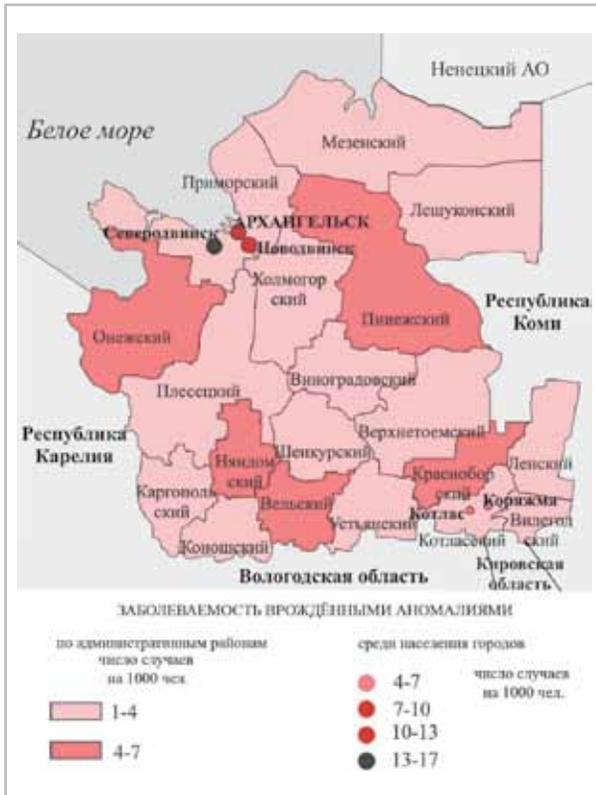 Ненецкий АО
Белое море
Мезенский
Приморский
Лешуконский
АРХАНГЕЛЬСК
Северодвинск
Новодвинск
Холмогор
ский
Пинежский
Республика
Коми
Онежский
Плесецкий
Виноградовский
Верхнетоемский
Республика
Карелия
Няндом
ский
Шенкурский
Ленский
Краснобор
ский
Каргополь
ский
Вельский
Устьянский
Коряжма
Котлас
Вилегод
ский
Котласский
Коношский
Кировская
область
Вологодская область
ЗАБОЛЕВАЕМОСТЬ ВРОЖДЁННЫМИ АНОМАЛИЯМИ
по административным районам
число случаев
на 1000 чел.
1-4
4-7
среди населения городов
число случаев
на 1000 чел.
4-7
7-10
10-13
13-17